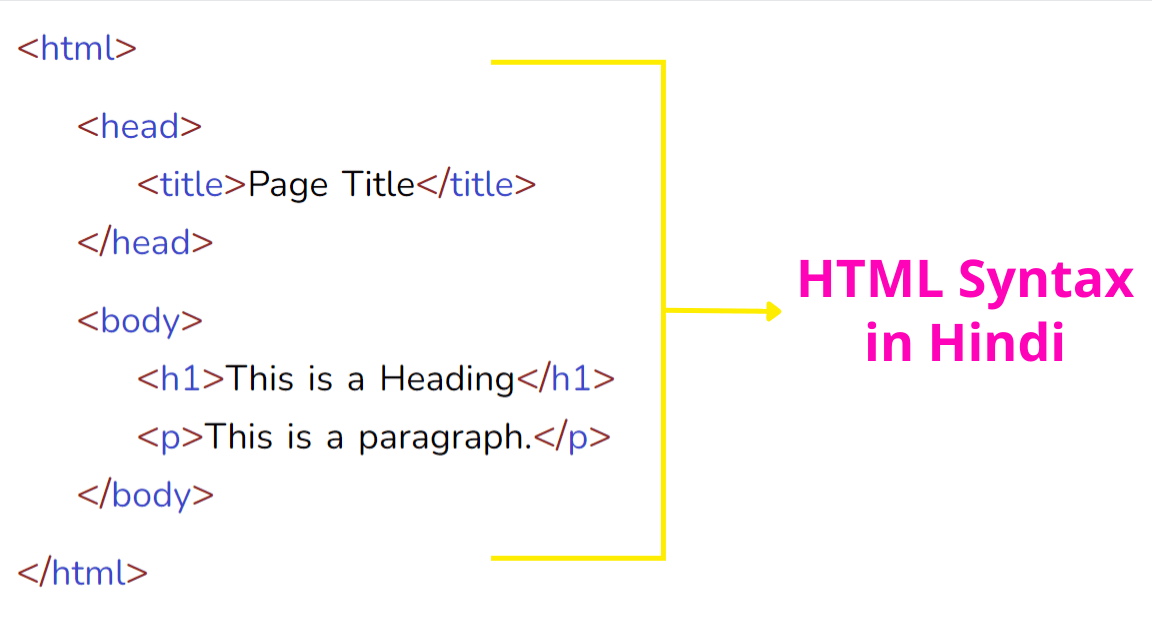 <html>
<head>
<title>Page Title</title>
</head>
<body>
<h1>This is a Heading</h1>
<p>This is a paragraph.</p>
</body>
</html>
HTML Syntax
in Hindi